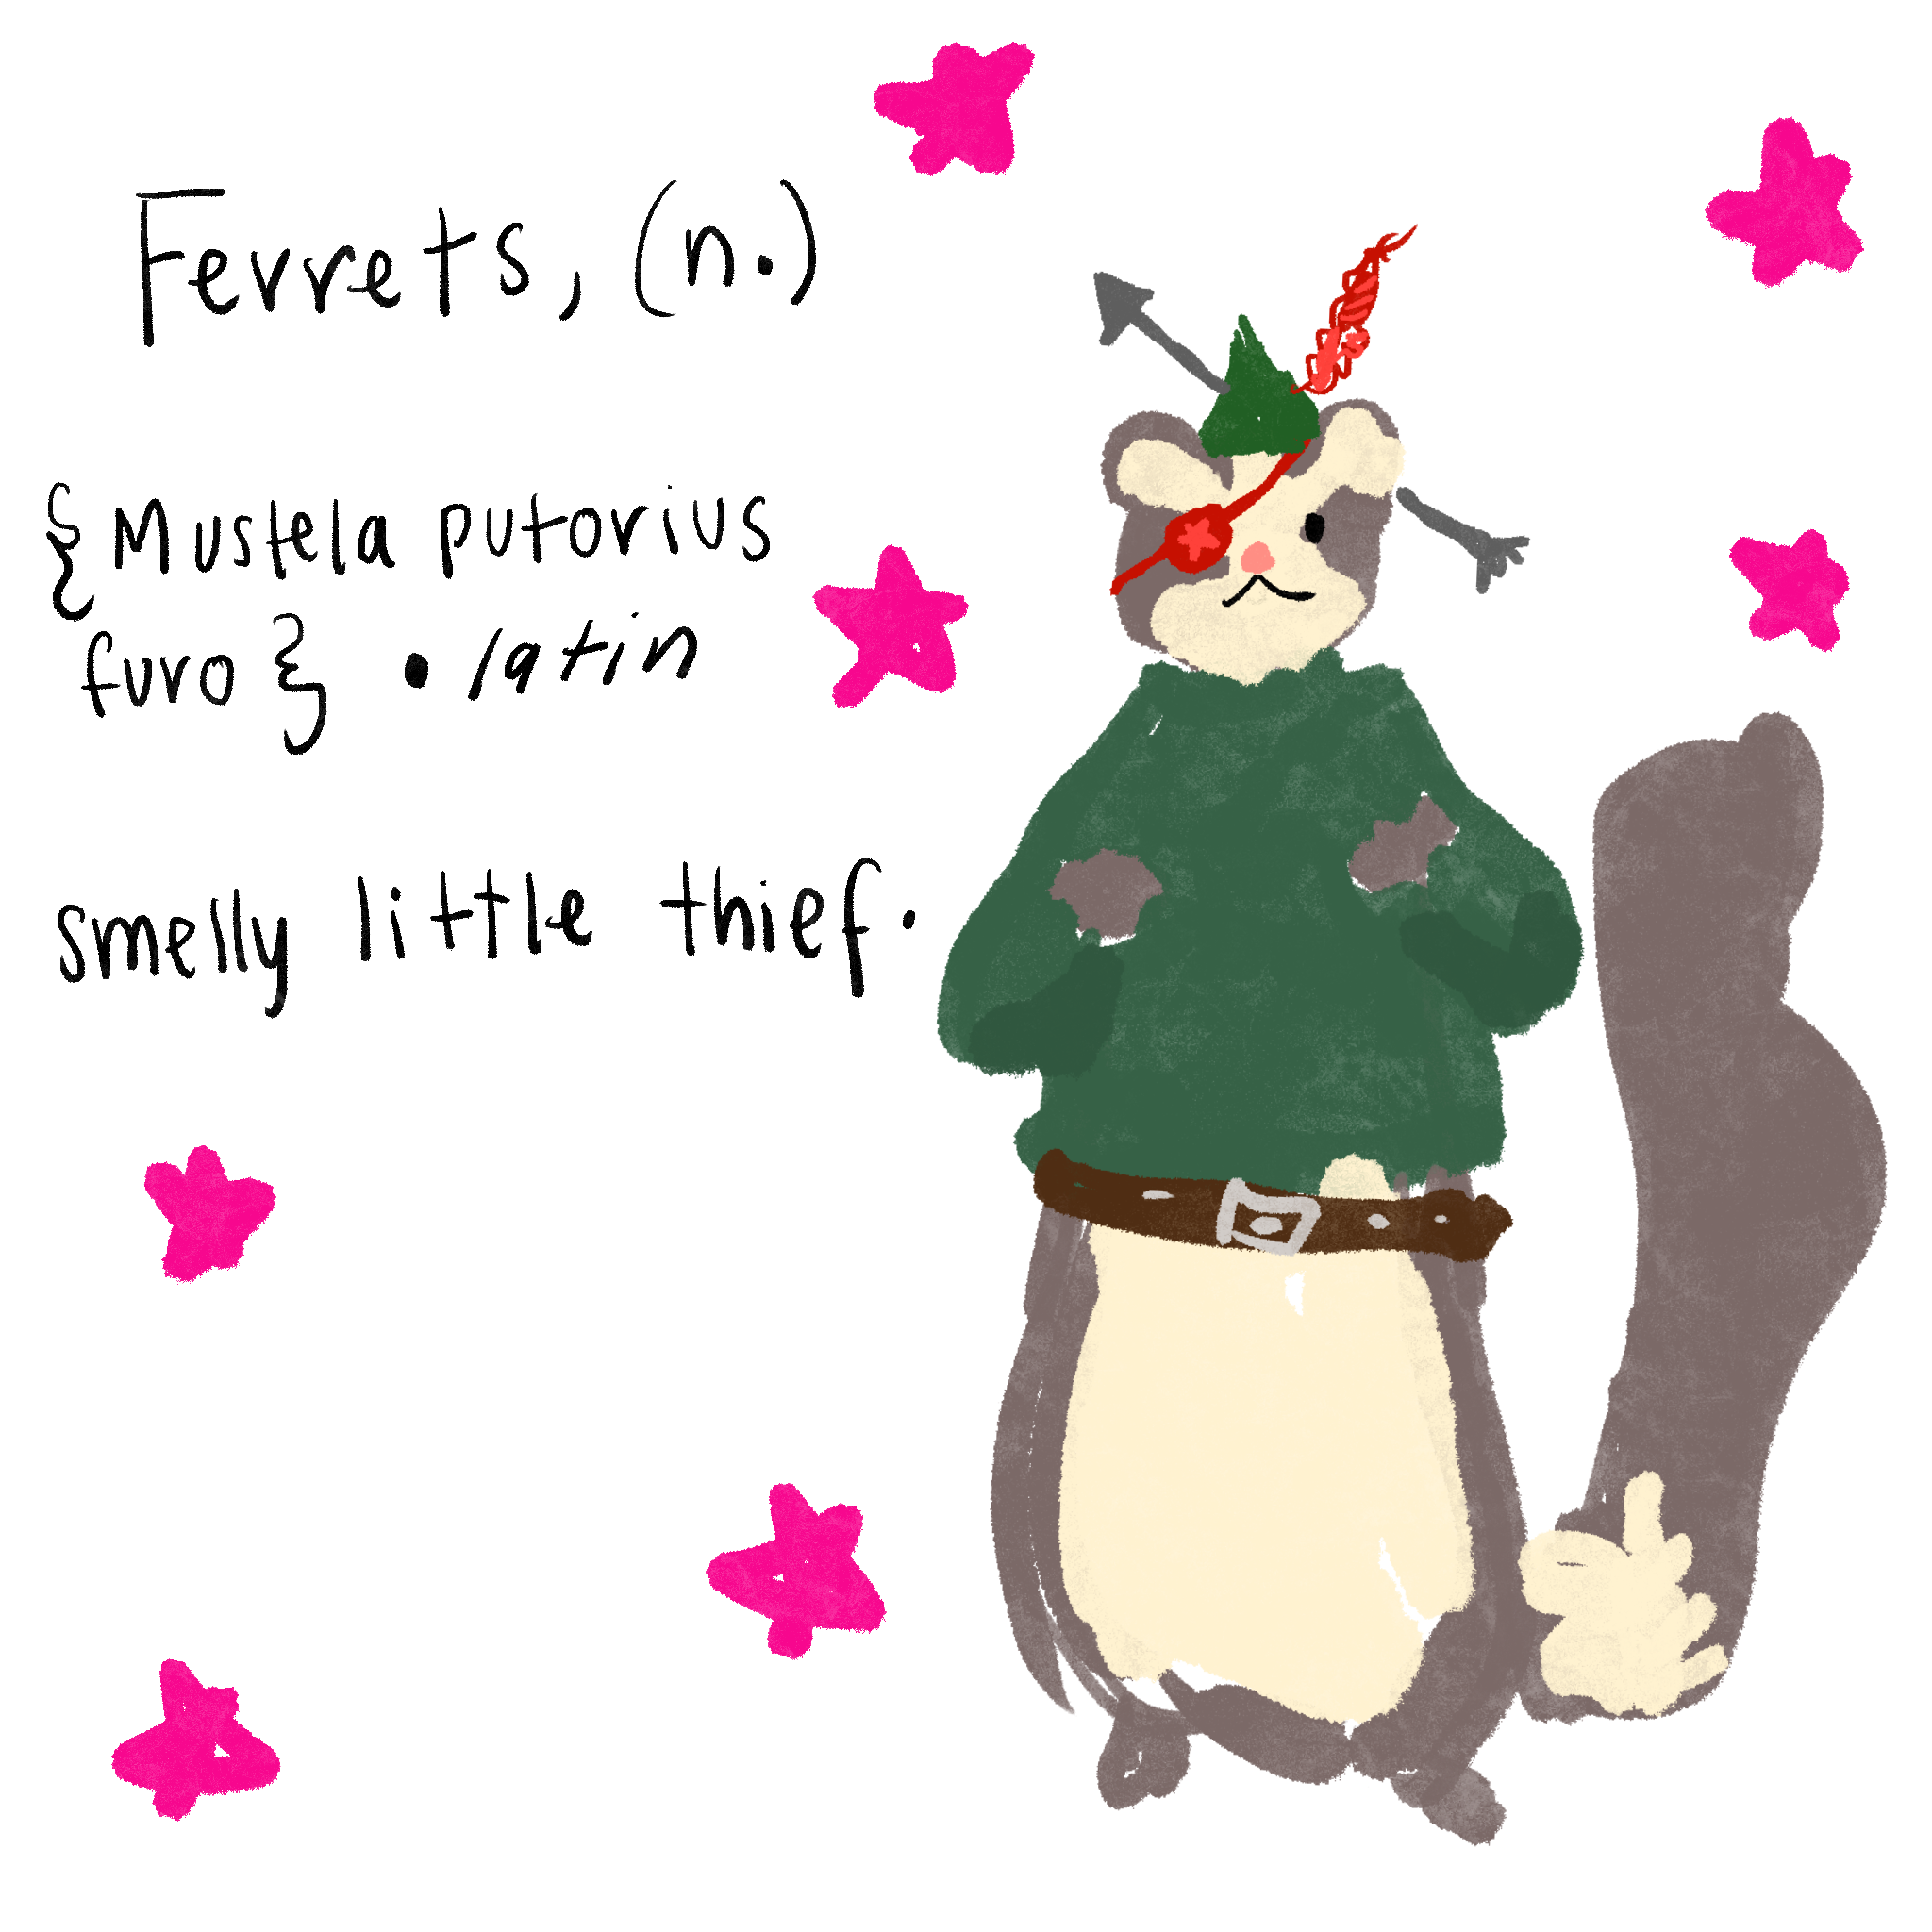 Ferrets, (n.)
{Mustela putorius
furo} • latin
smelly little thief.